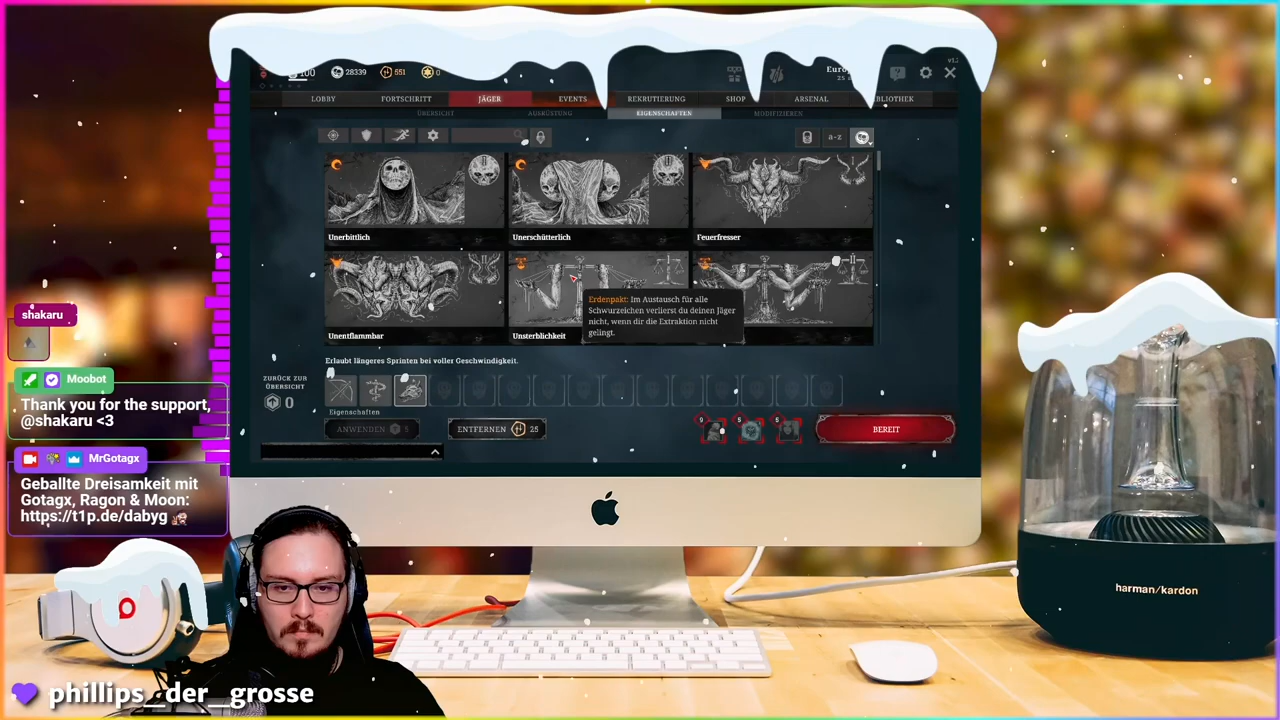 100 28339 551 0
LOBBY FORTSCHRITT JÄGER EVENTS REKRUTIERUNG SHOP ARSENAL BLIOTHEK
ÜBERSICHT AUSRÜSTUNG EIGENSCHAFTEN MODIFIZIEREN
a-z
Unerbittlich Unerschütterlich Feuerfresser
Unentflammbar Unsterblichkeit
Erdenpakt: Im Austausch für alle
Schwurzeichen verlierst du deinen Jäger
nicht, wenn dir die Extraktion nicht
gelingt.
Erlaubt längeres Sprinten bei voller Geschwindigkeit.
ZURÜCK ZUR
ÜBERSICHT
0
Eigenschaften
ANWENDEN
ENTFERNEN 25
9 5 5
BEREIT
shakaru
Moobot
Thank you for the support,
@shakaru <3
MrGotagx
Geballte Dreisamkeit mit
Gotagx, Ragon & Moon:
https://t1p.de/dabyg
harman/kardon
phillips_der_grosse